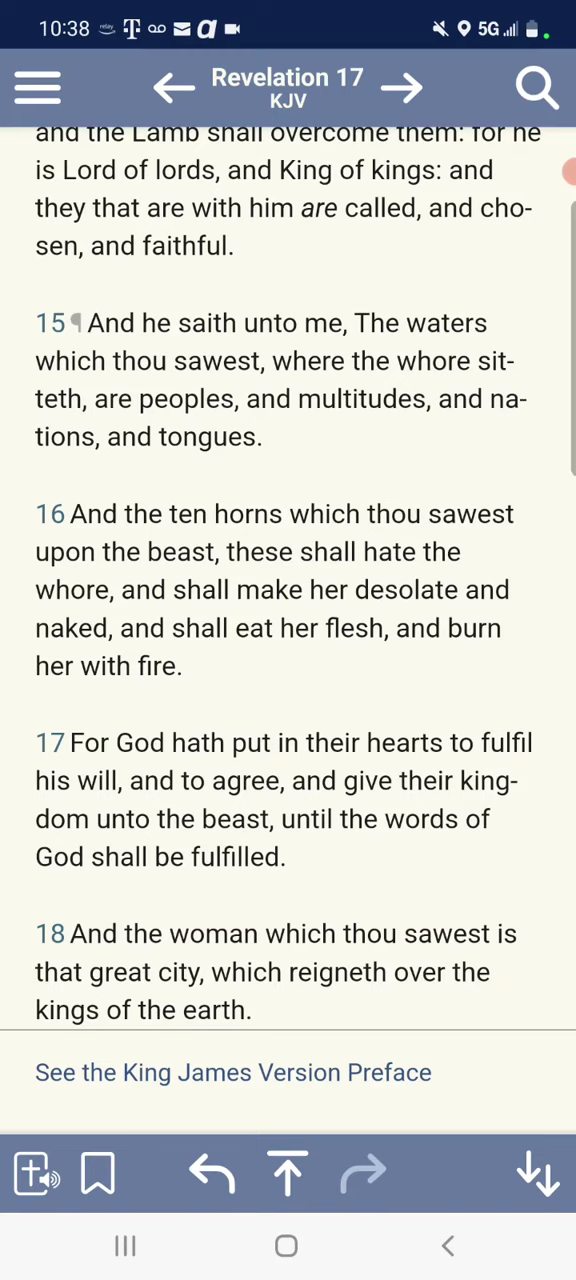 10:38 relay 5G
Revelation 17
KJV
and the Lamb shall overcome them: for he
is Lord of lords, and King of kings: and
they that are with him are called, and cho-
sen, and faithful.
15 ¶ And he saith unto me, The waters
which thou sawest, where the whore sit-
teth, are peoples, and multitudes, and na-
tions, and tongues.
16 And the ten horns which thou sawest
upon the beast, these shall hate the
whore, and shall make her desolate and
naked, and shall eat her flesh, and burn
her with fire.
17 For God hath put in their hearts to fulfil
his will, and to agree, and give their king-
dom unto the beast, until the words of
God shall be fulfilled.
18 And the woman which thou sawest is
that great city, which reigneth over the
kings of the earth.
See the King James Version Preface